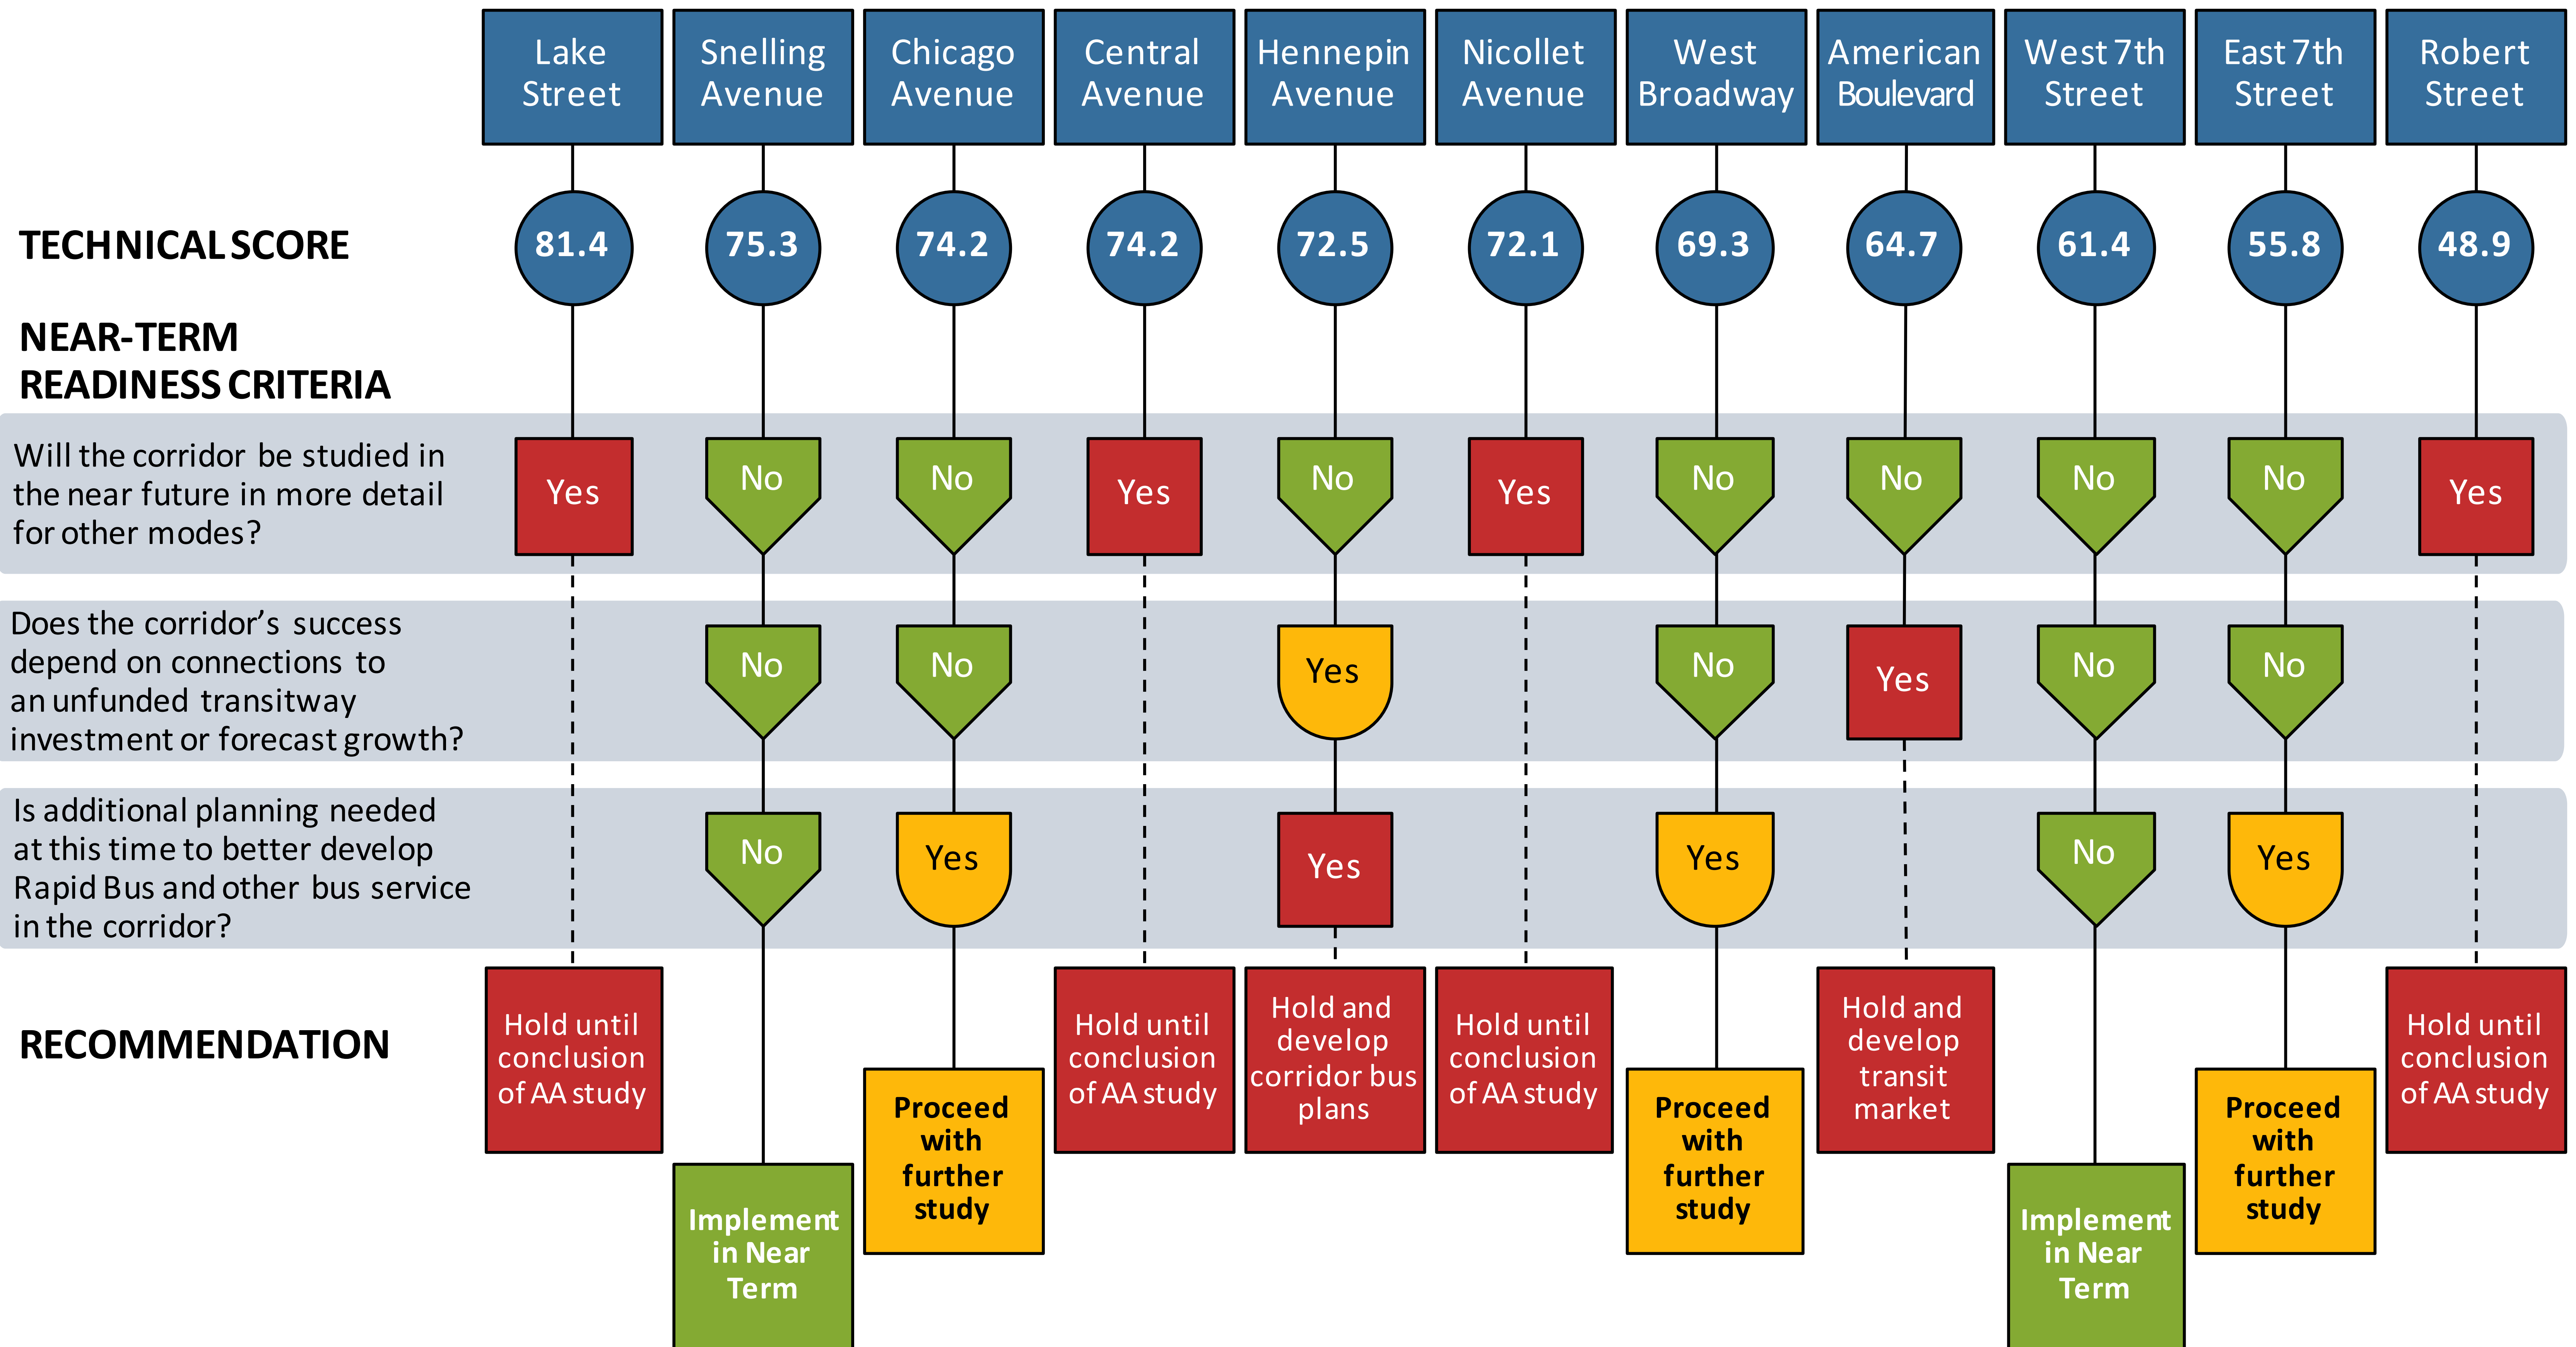 Lake
Street
Snelling
Avenue
Chicago
Avenue
Central
Avenue
Hennepin
Avenue
Nicollet
Avenue
West
Broadway
American
Boulevard
West 7th
Street
East 7th
Street
Robert
Street
TECHNICAL SCORE
81.4
75.3
74.2
74.2
72.5
72.1
69.3
64.7
61.4
55.8
48.9
NEAR-TERM
READINESS CRITERIA
Will the corridor be studied in
the near future in more detail
for other modes?
Yes
No
No
Yes
No
Yes
No
No
No
No
Yes
Does the corridor’s success
depend on connections to
an unfunded transitway
investment or forecast growth?
No
No
Yes
No
Yes
No
No
Is additional planning needed
at this time to better develop
Rapid Bus and other bus service
in the corridor?
No
Yes
Yes
Yes
No
Yes
RECOMMENDATION
Hold until
conclusion
of AA study
Implement
in Near
Term
Proceed
with
further
study
Hold until
conclusion
of AA study
Hold and
develop
corridor bus
plans
Hold until
conclusion
of AA study
Proceed
with
further
study
Hold and
develop
transit
market
Implement
in Near
Term
Proceed
with
further
study
Hold until
conclusion
of AA study